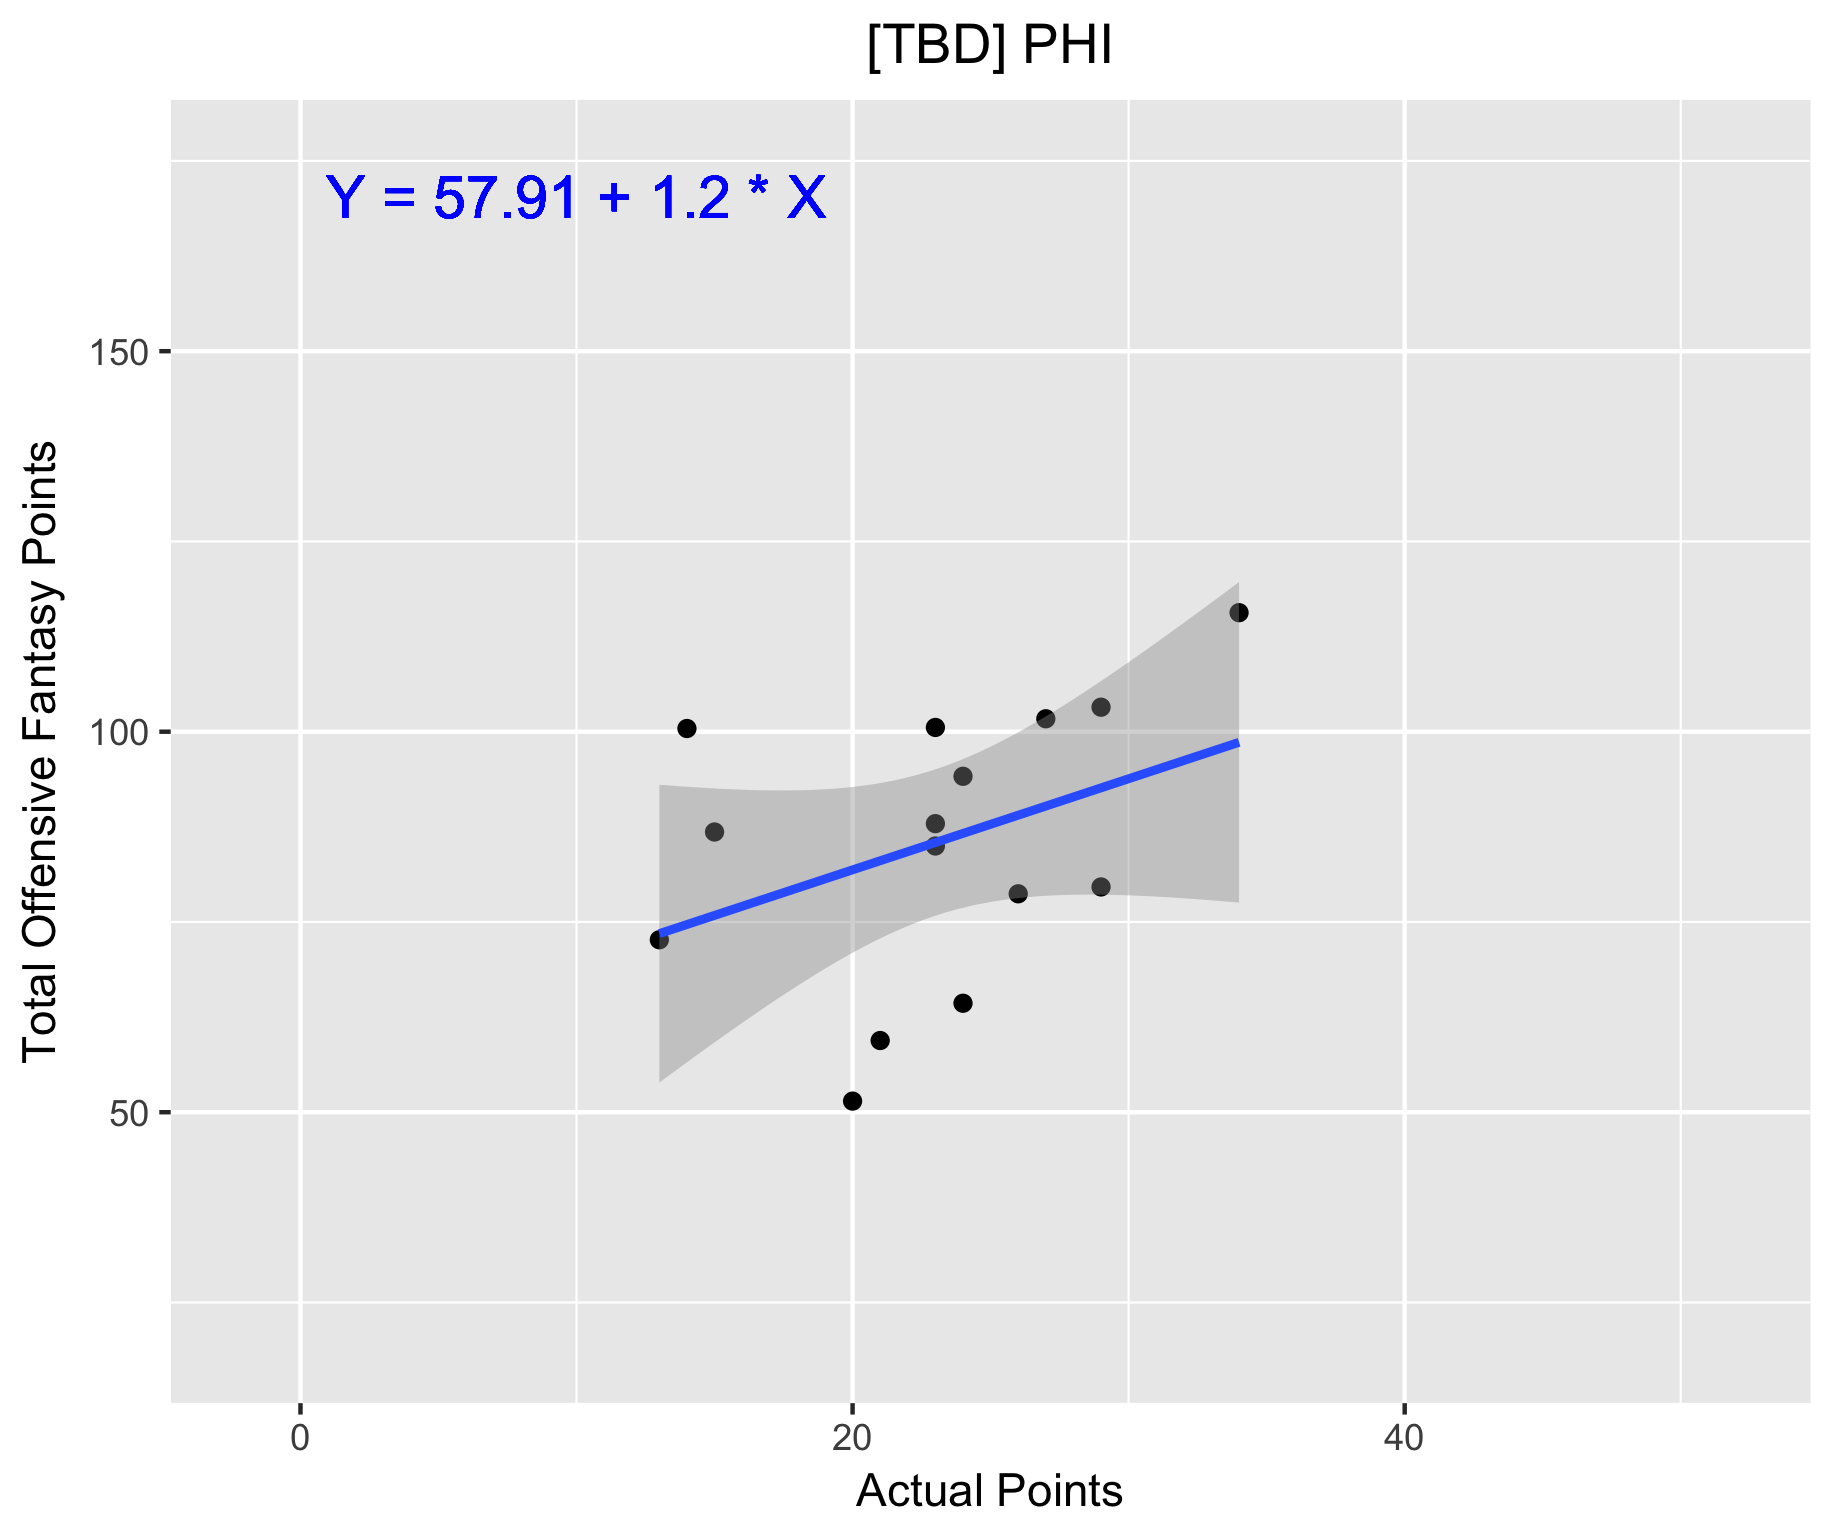 [TBD] PHI
Y = 57.91 + 1.2 * X
150
100
50
Total Offensive Fantasy Points
0 20 40
Actual Points